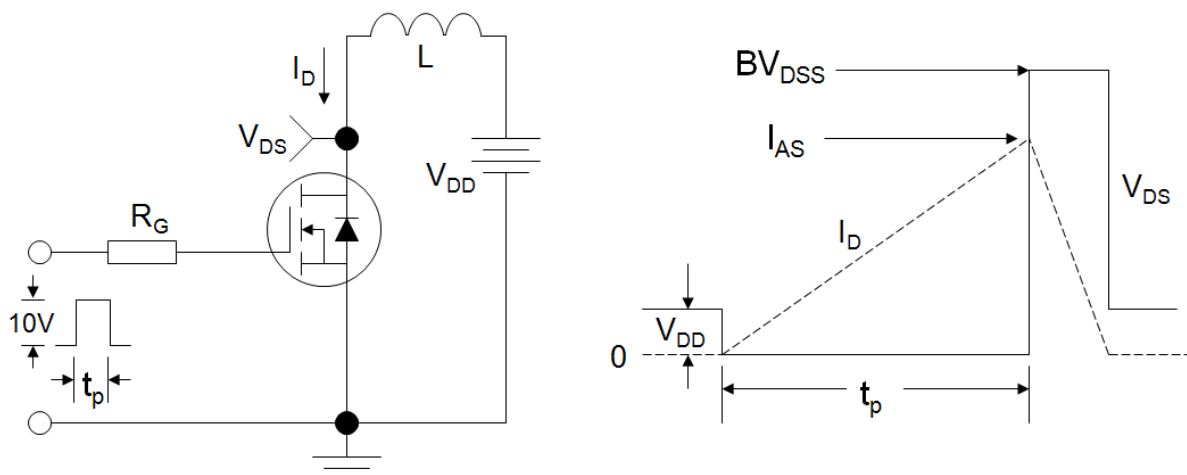 L
I_D
V_DS
V_DD
R_G
10V
t_p
BV_DSS
I_AS
V_DS
I_D
V_DD
0
t_p